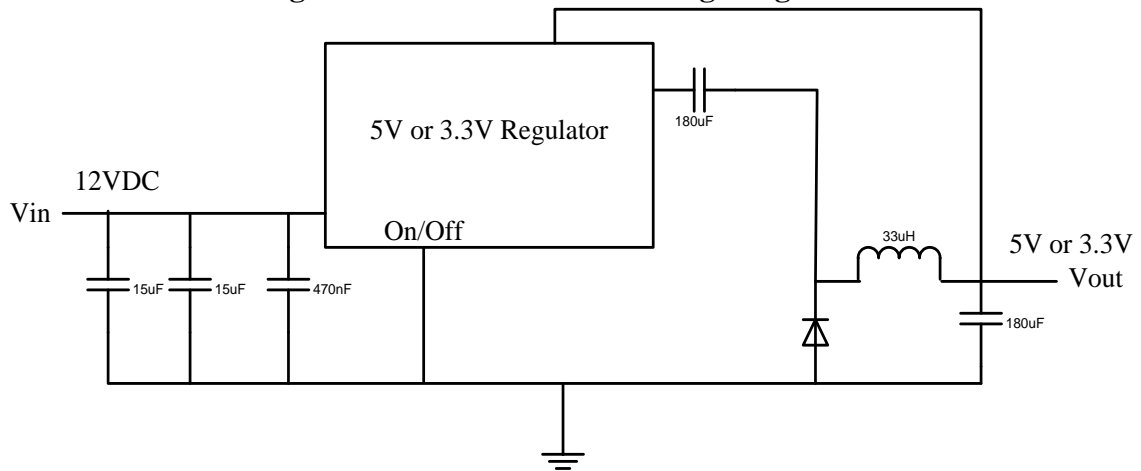 180uF
5V or 3.3V Regulator
12VDC
Vin
On/Off
33uH
5V or 3.3V
Vout
15uF
15uF
470nF
180uF